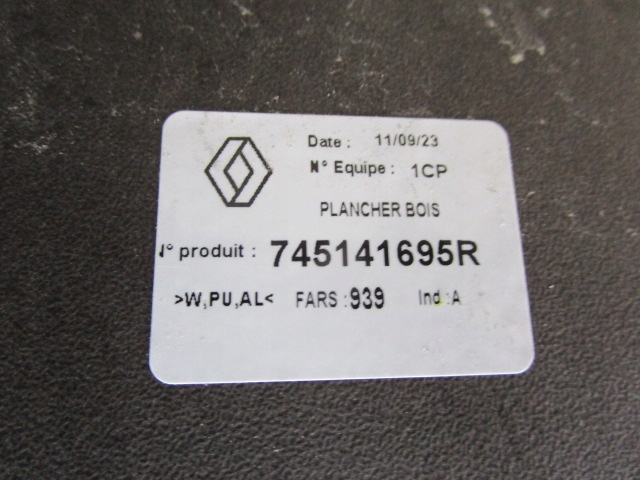 Date : 11/09/23
N° Equipe : 1CP
PLANCHER BOIS
N° produit : 745141695R
>W,PU,AL< FARS :939 Ind :A